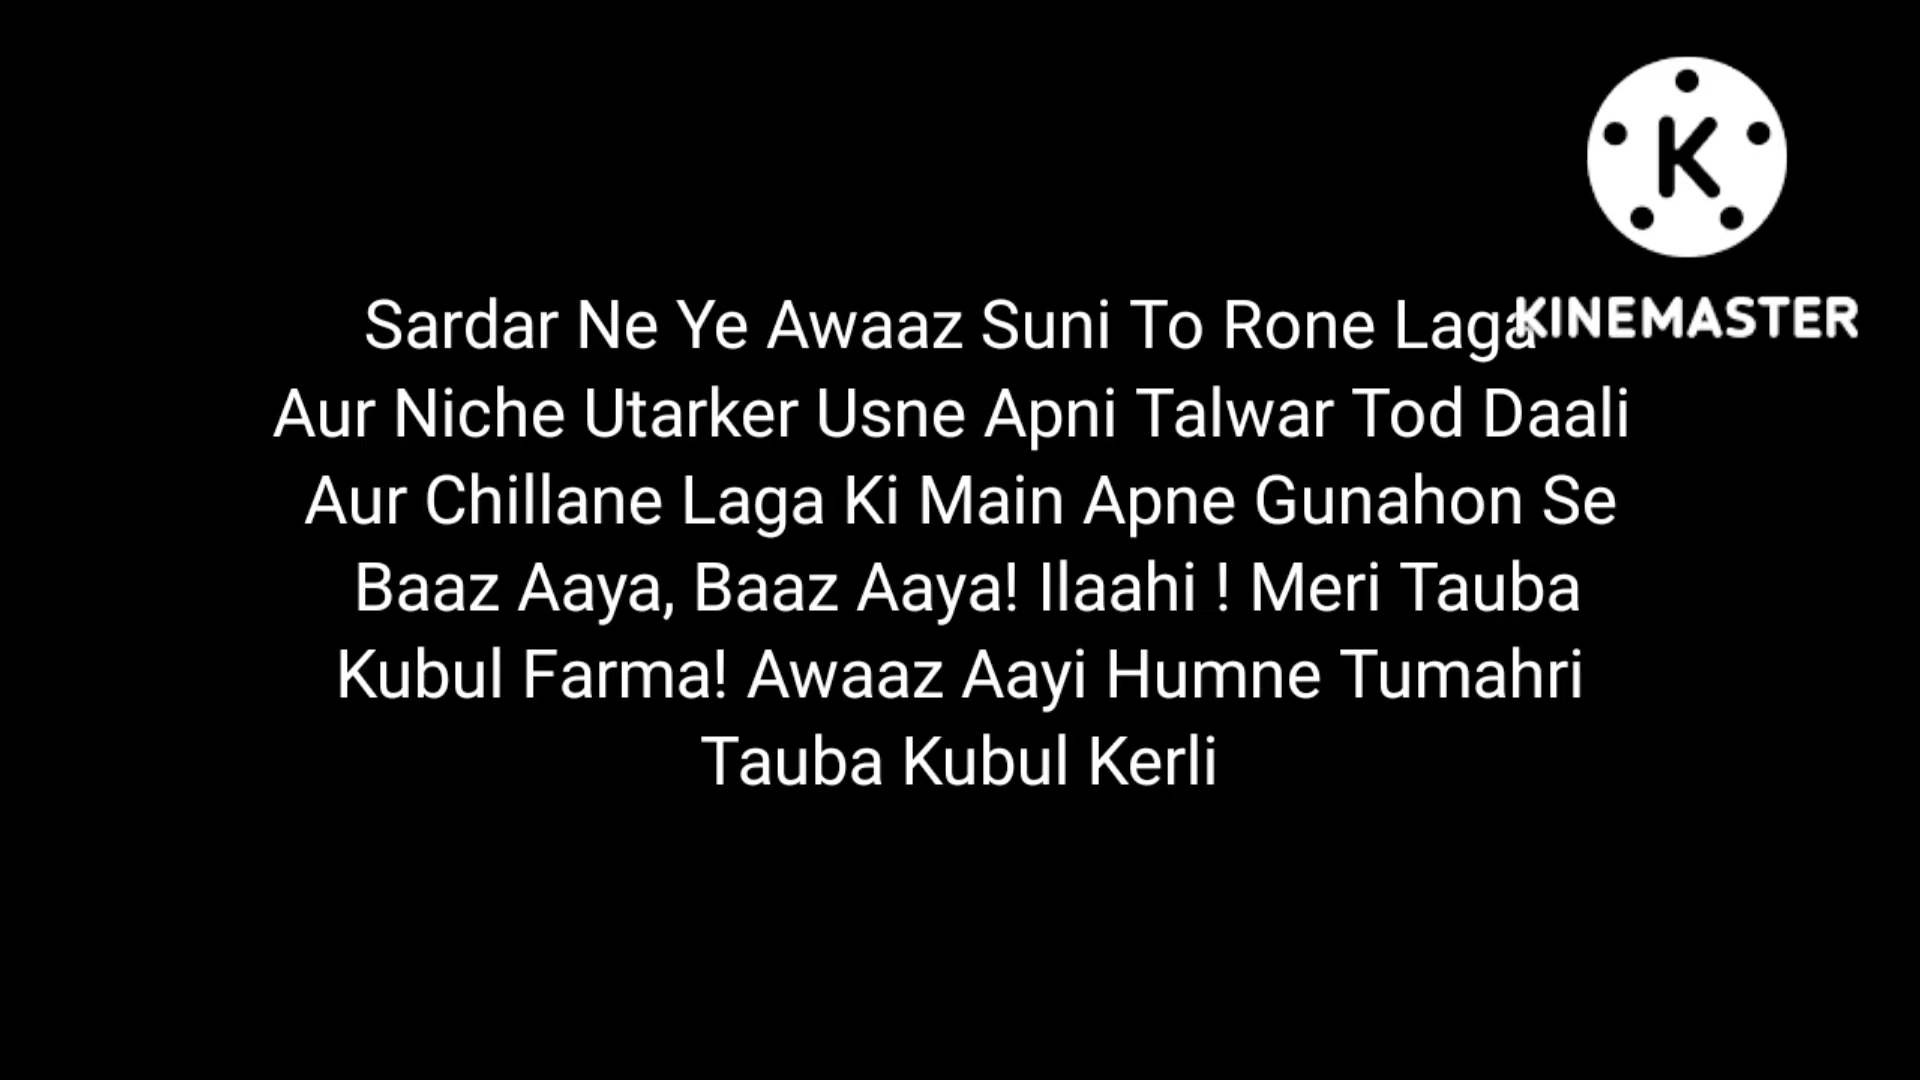 K
KINEMASTER
Sardar Ne Ye Awaaz Suni To Rone Laga
Aur Niche Utarker Usne Apni Talwar Tod Daali
Aur Chillane Laga Ki Main Apne Gunahon Se
Baaz Aaya, Baaz Aaya! Ilaahi ! Meri Tauba
Kubul Farma! Awaaz Aayi Humne Tumahri
Tauba Kubul Kerli